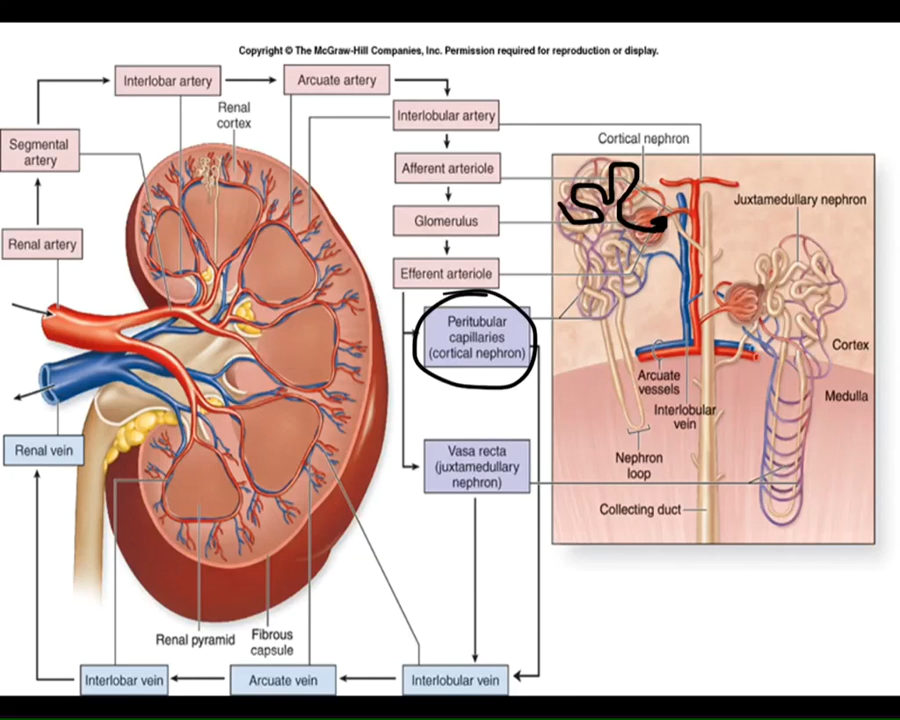 Copyright © The McGraw-Hill Companies, Inc. Permission required for reproduction or display.
Interlobar artery
Arcuate artery
Renal
cortex
Interlobular artery
Segmental
artery
Cortical nephron
Afferent arteriole
Juxtamedullary nephron
Glomerulus
Renal artery
Efferent arteriole
Peritubular
capillaries
(cortical nephron)
Cortex
Arcuate
vessels
Medulla
Interlobular
vein
Renal vein
Vasa recta
(juxtamedullary
nephron)
Nephron
loop
Collecting duct
Renal pyramid
Fibrous
capsule
Interlobar vein
Arcuate vein
Interlobular vein